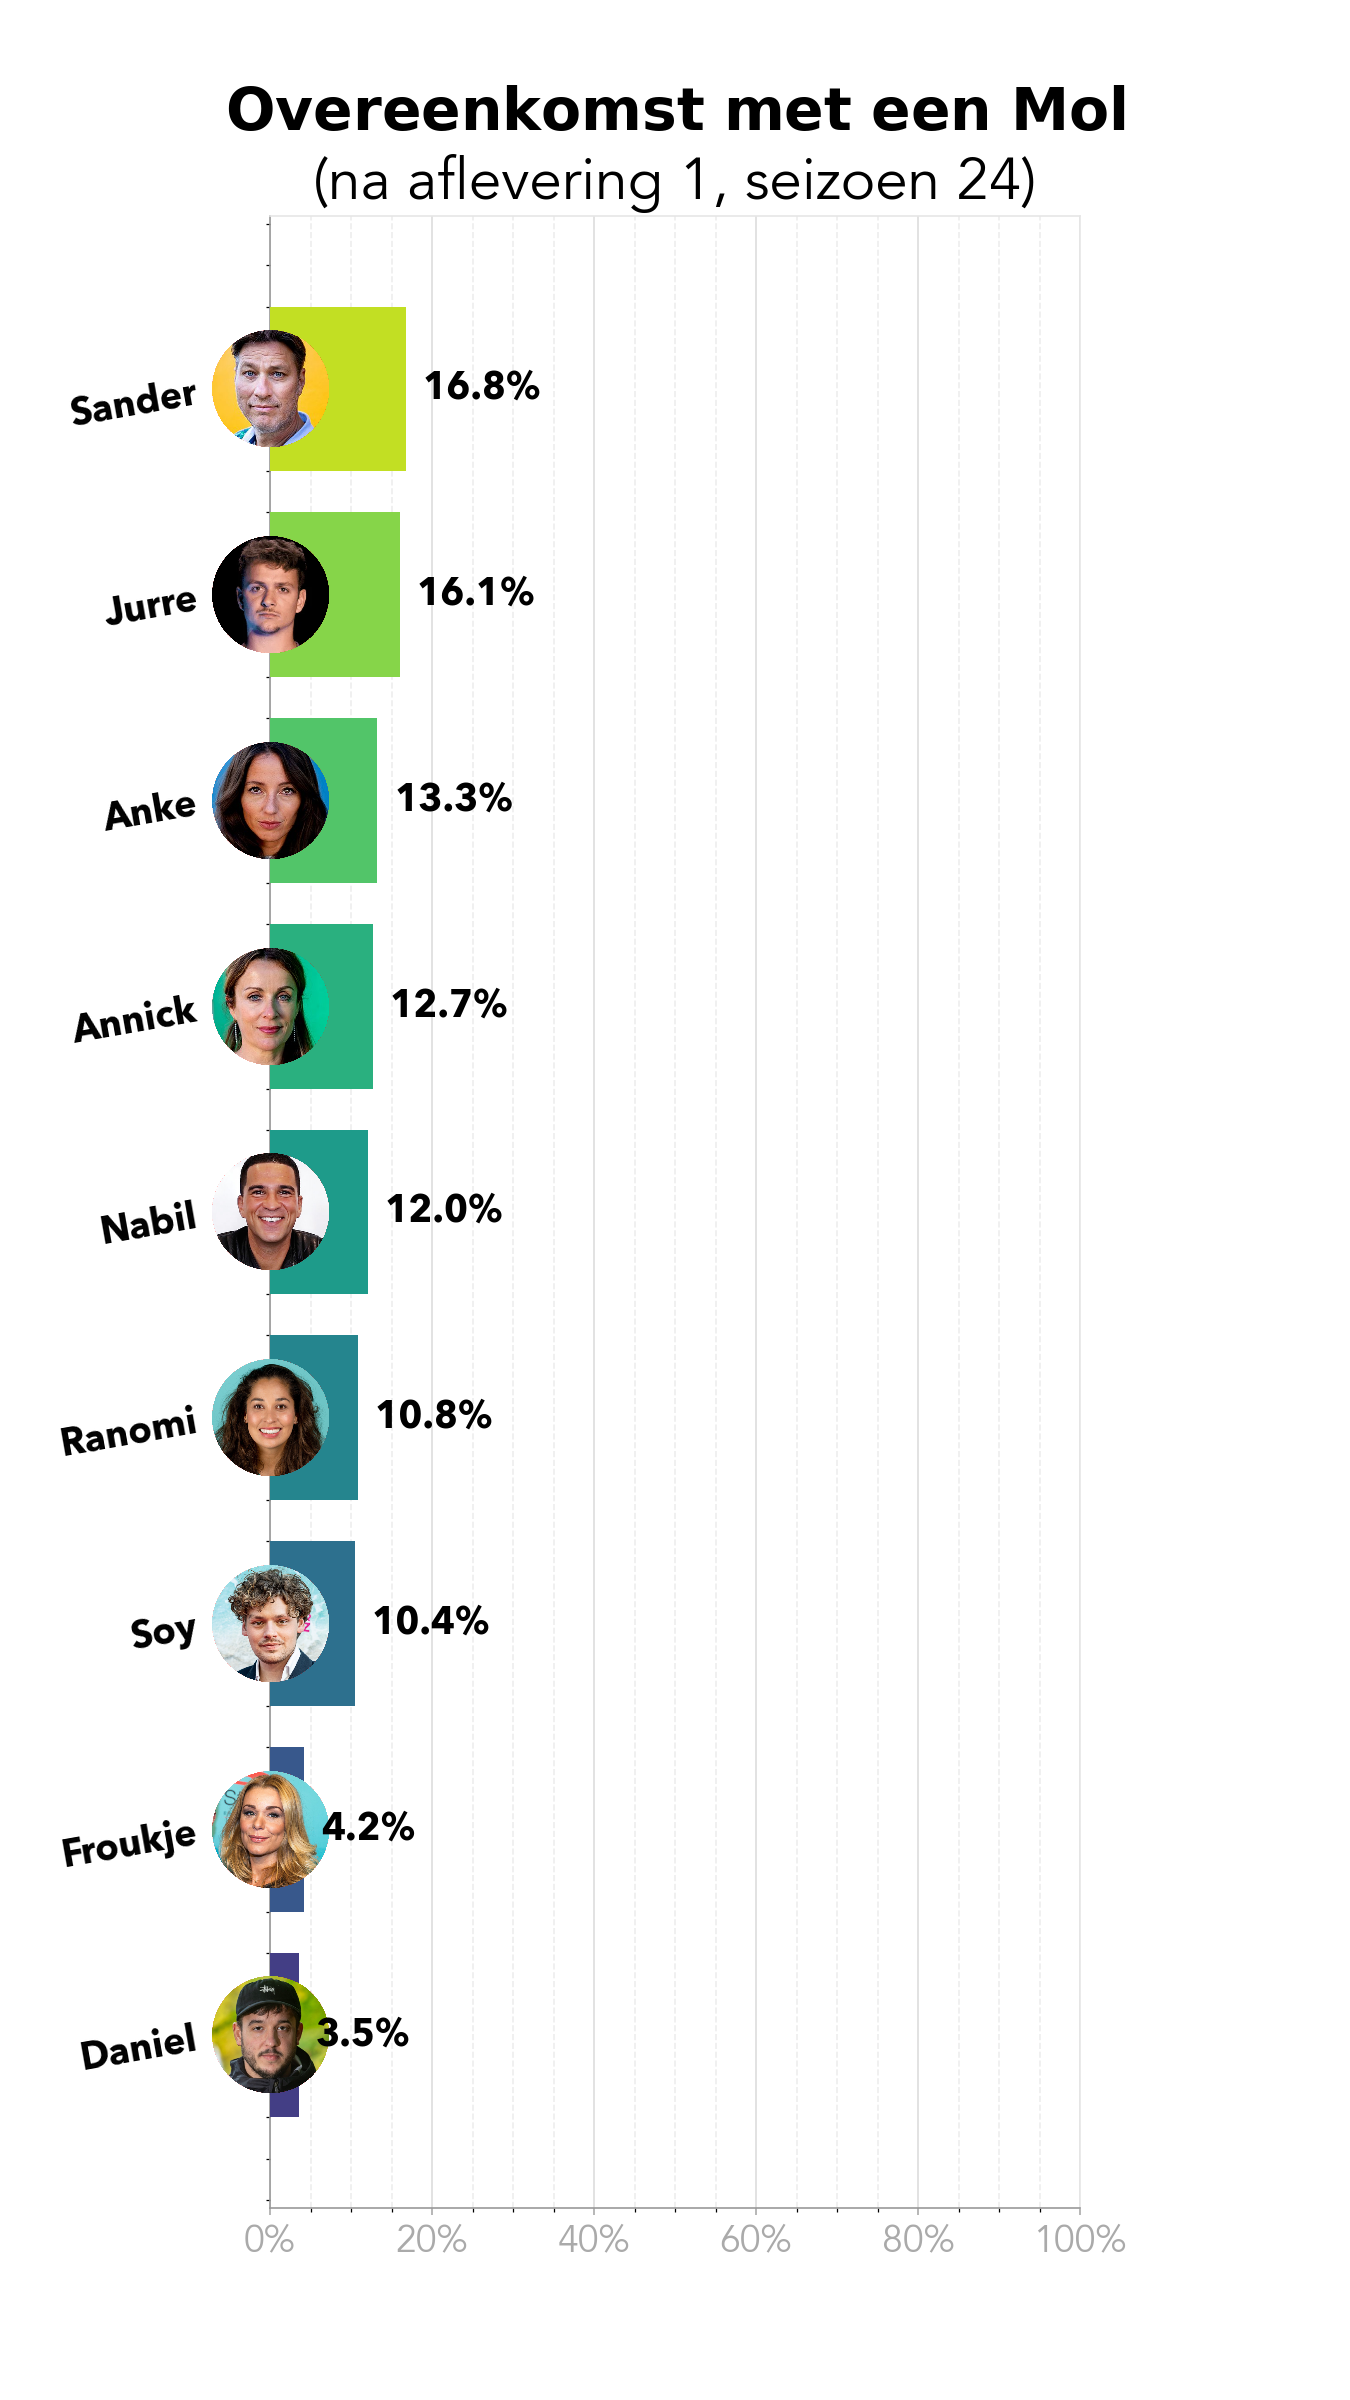 Overeenkomst met een Mol
(na aflevering 1, seizoen 24)
Sander 16.8%
Jurre 16.1%
Anke 13.3%
Annick 12.7%
Nabil 12.0%
Ranomi 10.8%
Soy 10.4%
Froukje 4.2%
Daniel 3.5%
0% 20% 40% 60% 80% 100%